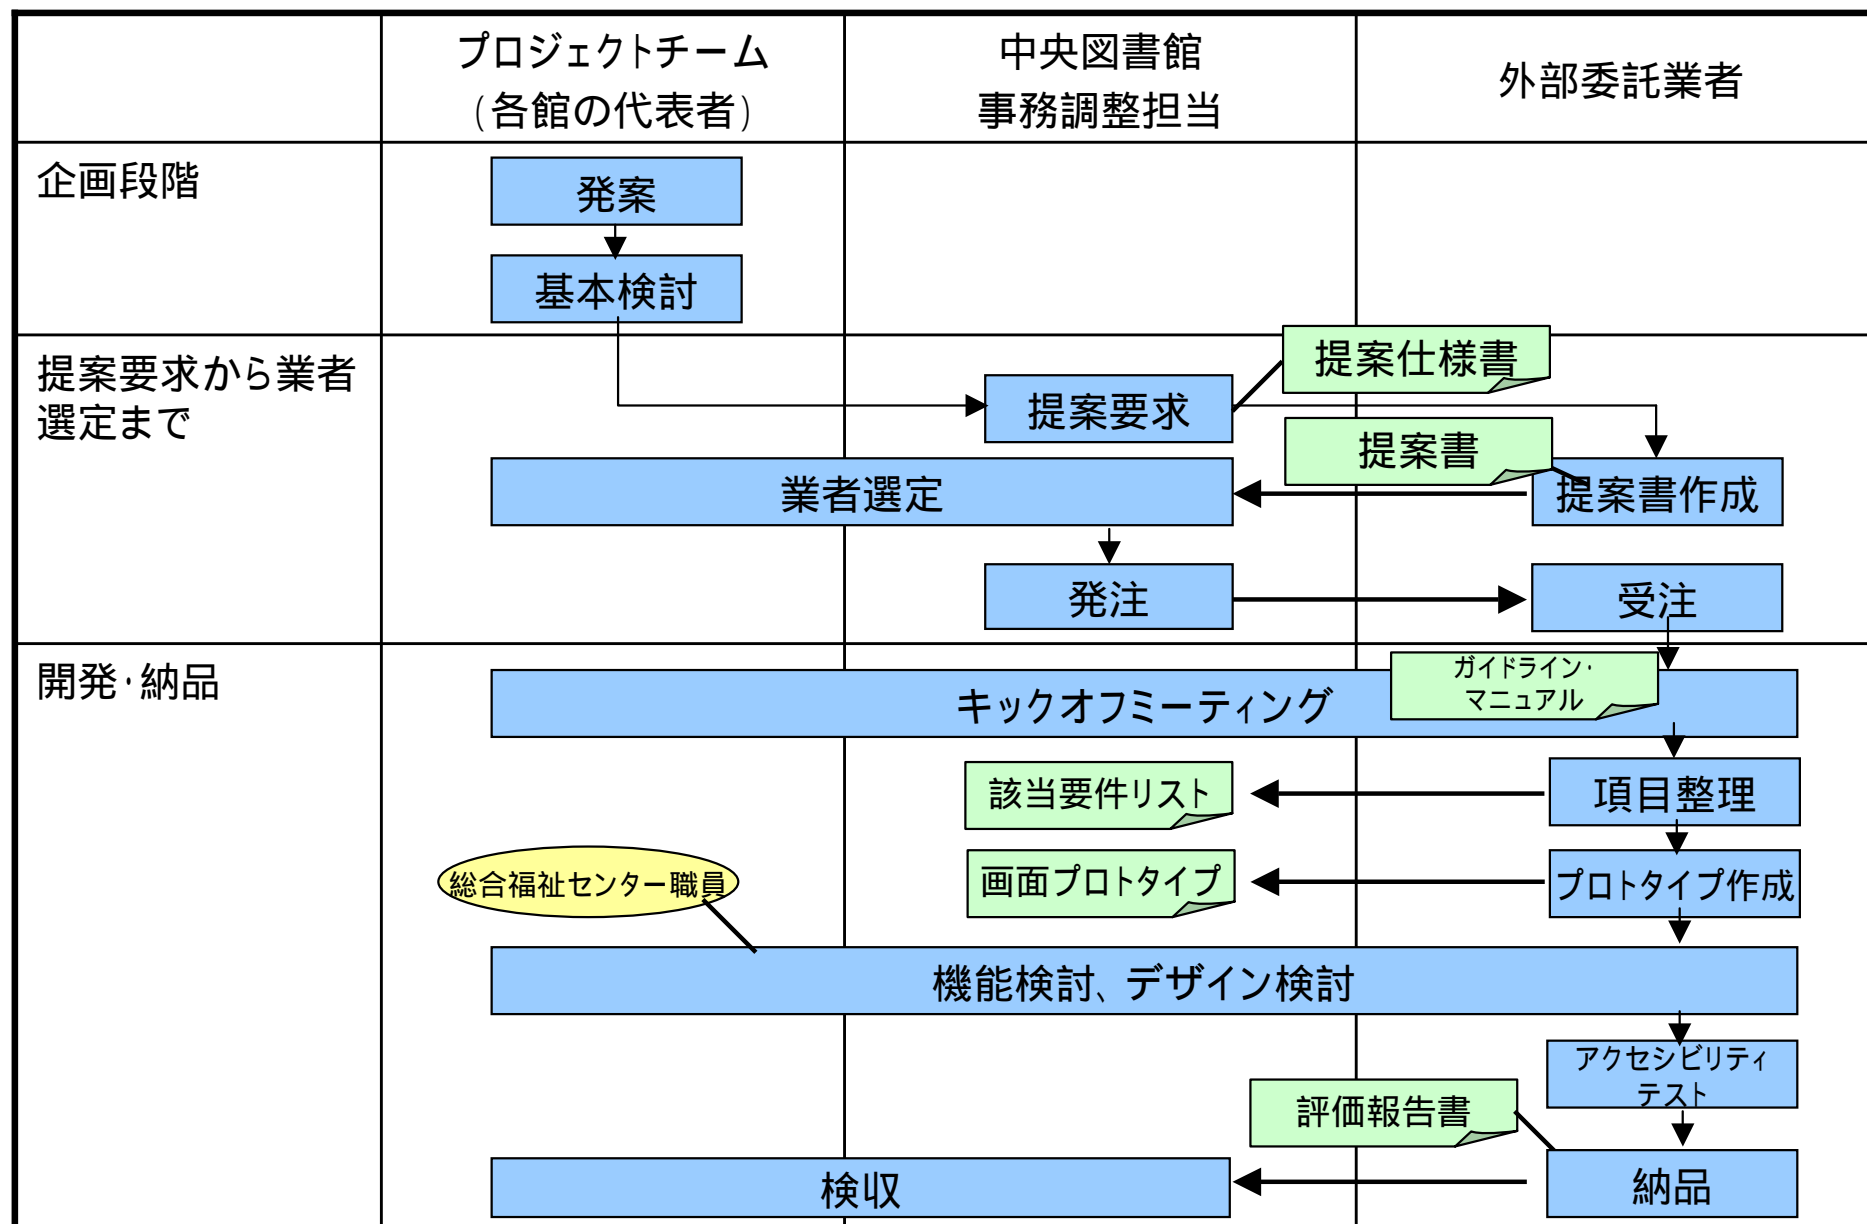 プロジェクトチーム
(各館の代表者)
中央図書館
事務調整担当
外部委託業者
企画段階
発案
基本検討
提案要求から業者
選定まで
提案仕様書
提案要求
提案書
業者選定
提案書作成
発注
受注
開発・納品
ガイドライン・
マニュアル
キックオフミーティング
該当要件リスト
項目整理
総合福祉センター職員
画面プロトタイプ
プロトタイプ作成
機能検討、デザイン検討
アクセシビリティ
テスト
評価報告書
検収
納品